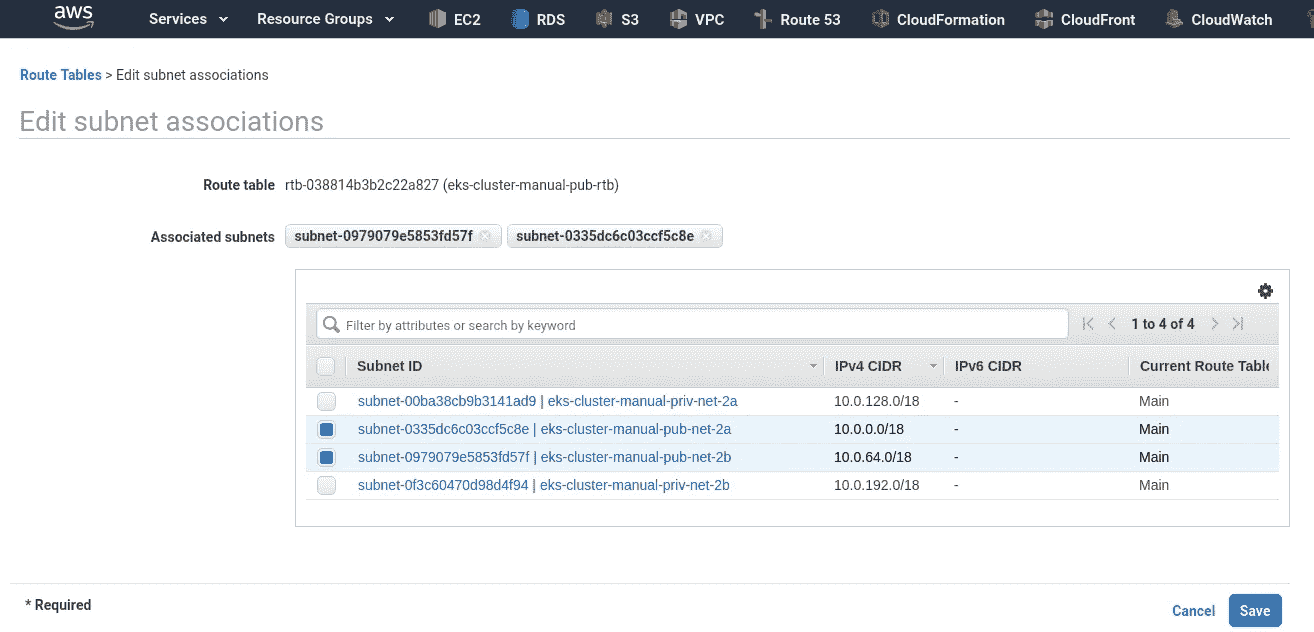 aws Services Resource Groups EC2 RDS S3 VPC Route 53 CloudFormation CloudFront CloudWatch
Route Tables > Edit subnet associations
Edit subnet associations
Route table rtb-038814b3b2c22a827 (eks-cluster-manual-pub-rtb)
Associated subnets subnet-0979079e5853fd57f subnet-0335dc6c03ccf5c8e
Filter by attributes or search by keyword 1 to 4 of 4
Subnet ID IPv4 CIDR IPv6 CIDR Current Route Table
subnet-00ba38cb9b3141ad9 | eks-cluster-manual-priv-net-2a 10.0.128.0/18 - Main
subnet-0335dc6c03ccf5c8e | eks-cluster-manual-pub-net-2a 10.0.0.0/18 - Main
subnet-0979079e5853fd57f | eks-cluster-manual-pub-net-2b 10.0.64.0/18 - Main
subnet-0f3c60470d98d4f94 | eks-cluster-manual-priv-net-2b 10.0.192.0/18 - Main
* Required Cancel Save